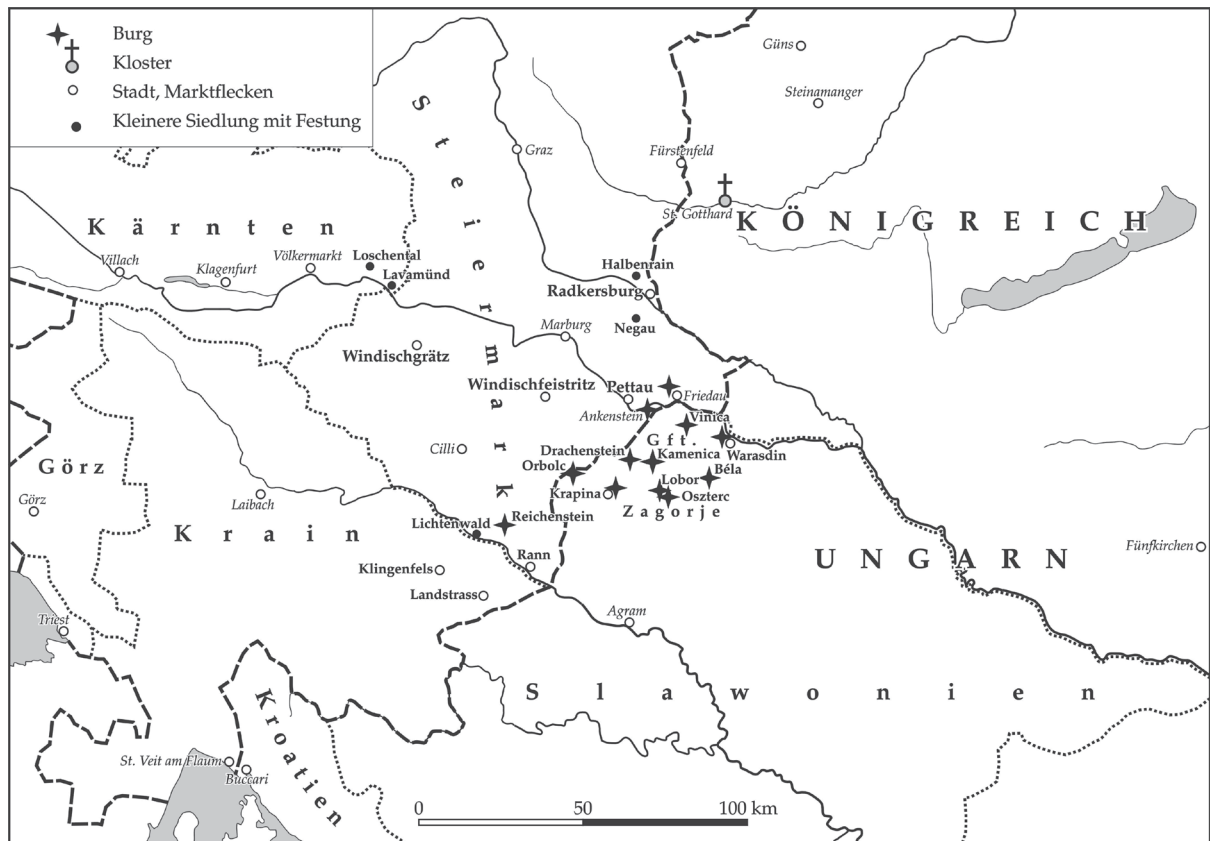 Burg
Kloster
Stadt, Marktflecken
Kleinere Siedlung mit Festung
Güns
Steinamanger
Steiermark
Graz
Fürstenfeld
St. Gotthard
KÖNIGREICH
Kärnten
Villach
Klagenfurt
Völkermarkt
Loschental
Lavamünd
Halbenrain
Radkersburg
Negau
Marburg
Windischgrätz
Windischfeistritz
Pettau
Friedau
Ankenstein
Vinica
Gft.
Warasdin
Cilli
Drachenstein
Kamenica
Orbolc
Béla
Görz
Krapina
Lobor
Oszterc
Zagorje
Görz
Laibach
Krain
Lichtenwald
Reichenstein
UNGARN
Fünfkirchen
Rann
Klingenfels
Landstrass
Agram
Triest
Slawonien
Kroatien
St. Veit am Flaum
Buccari
0 50 100 km